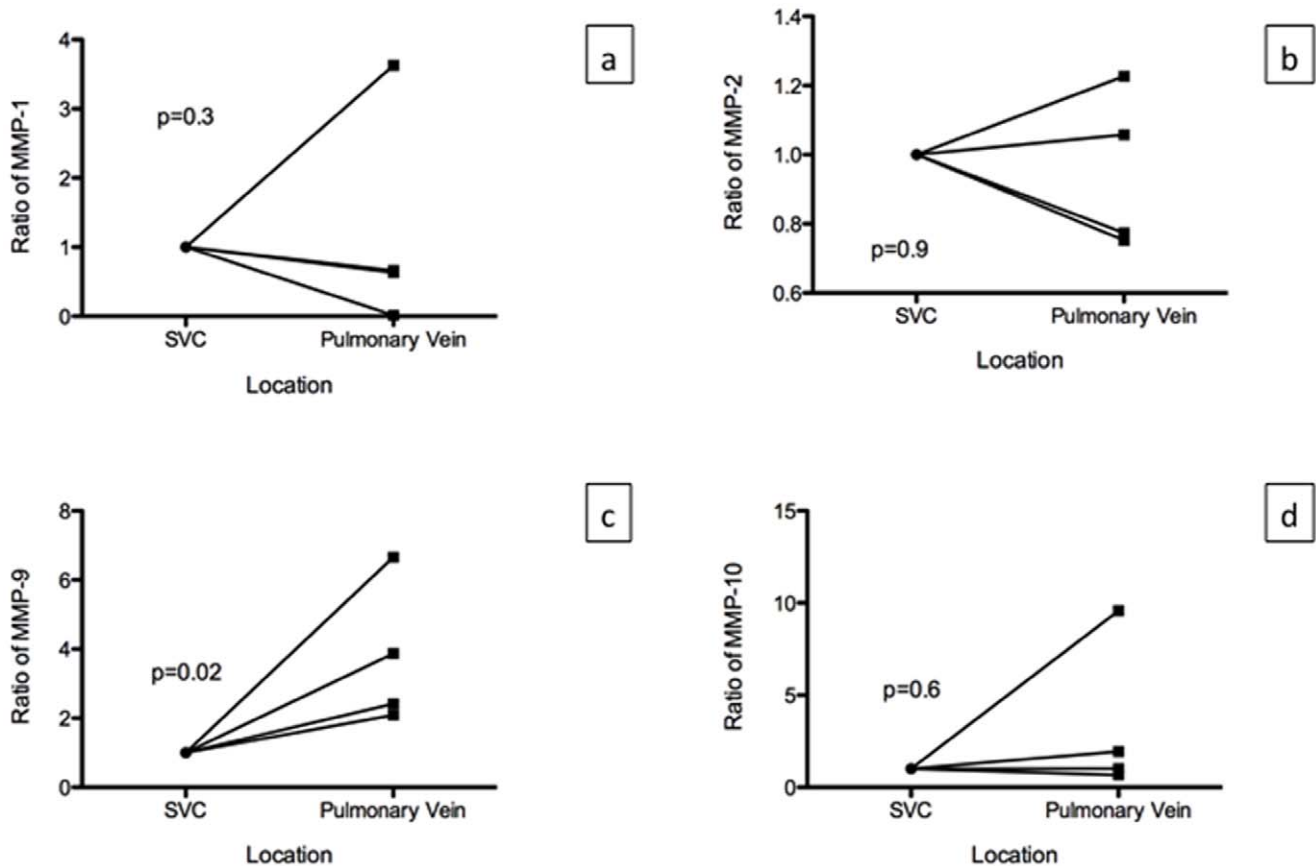 a
Ratio of MMP-1
4
3
2
1
0
p=0.3
SVC
Pulmonary Vein
Location
b
Ratio of MMP-2
1.4
1.2
1.0
0.8
0.6
p=0.9
SVC
Pulmonary Vein
Location
c
Ratio of MMP-9
8
6
4
2
0
p=0.02
SVC
Pulmonary Vein
Location
d
Ratio of MMP-10
15
10
5
0
p=0.6
SVC
Pulmonary Vein
Location